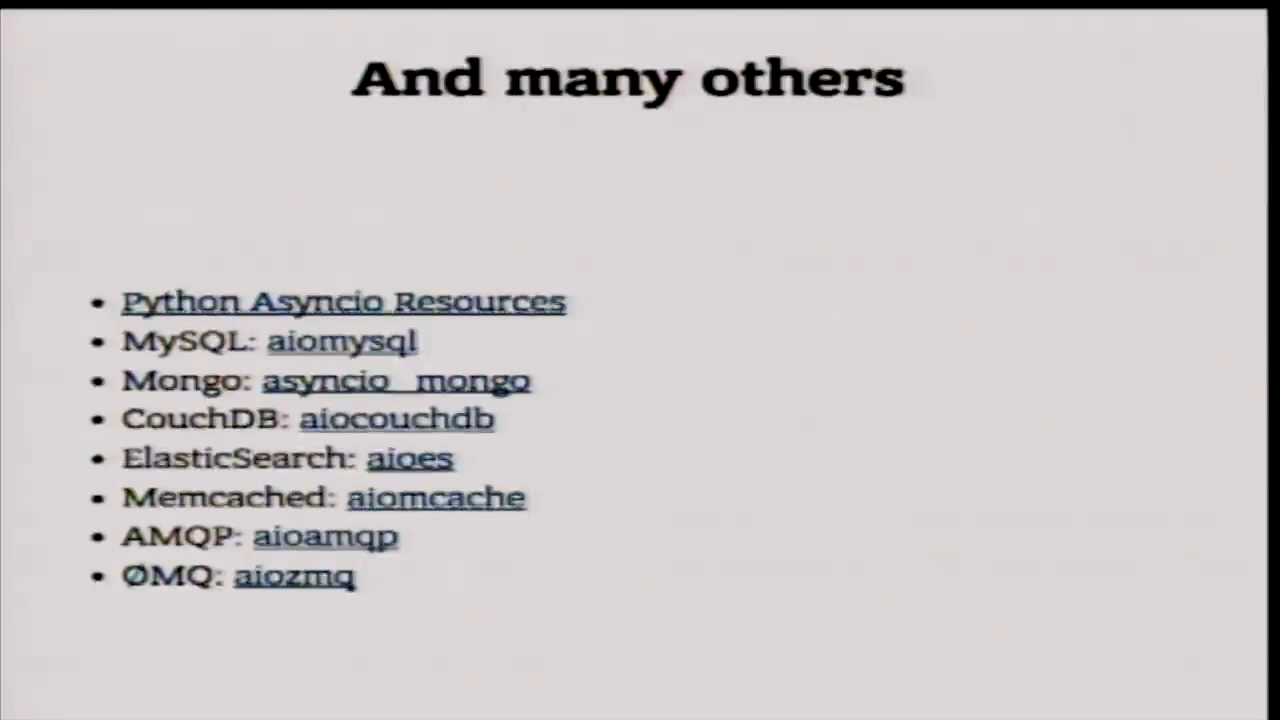 And many others
• Python Asyncio Resources
• MySQL: aiomysql
• Mongo: asyncio_mongo
• CouchDB: aiocouchdb
• ElasticSearch: aioes
• Memcached: aiomcache
• AMQP: aioamqp
• ØMQ: aiozmq